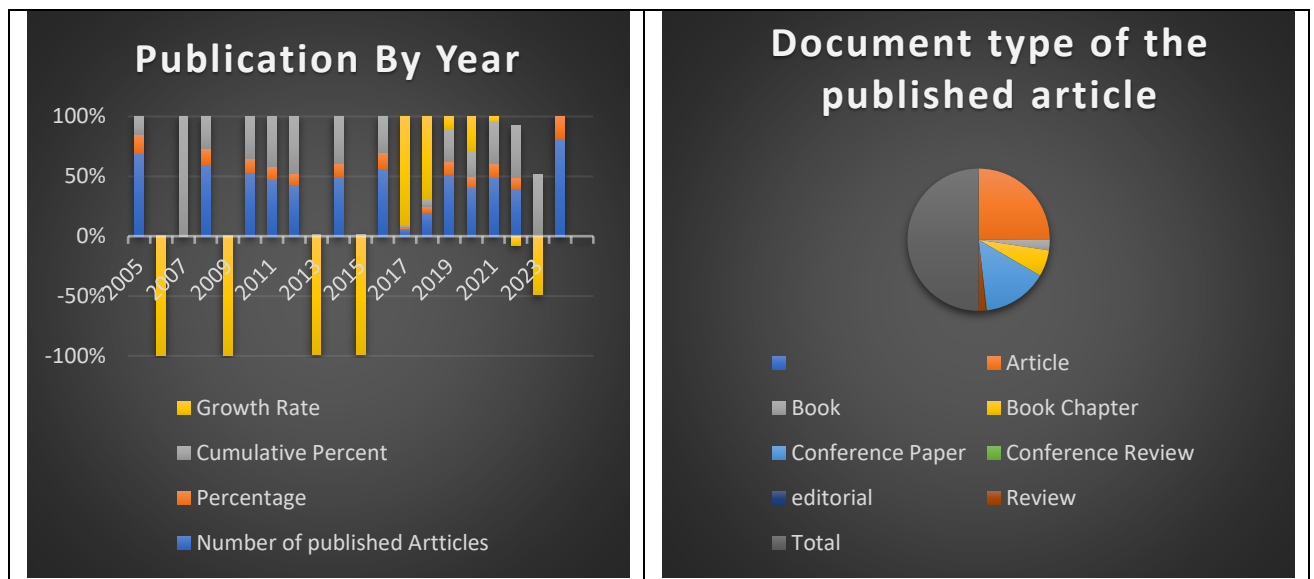 Publication By Year
100%
50%
0%
-50%
-100%
2005
2007
2009
2011
2013
2015
2017
2019
2021
2023
Growth Rate
Cumulative Percent
Percentage
Number of published Artticles
Document type of the
published article
Article
Book
Book Chapter
Conference Paper
Conference Review
editorial
Review
Total